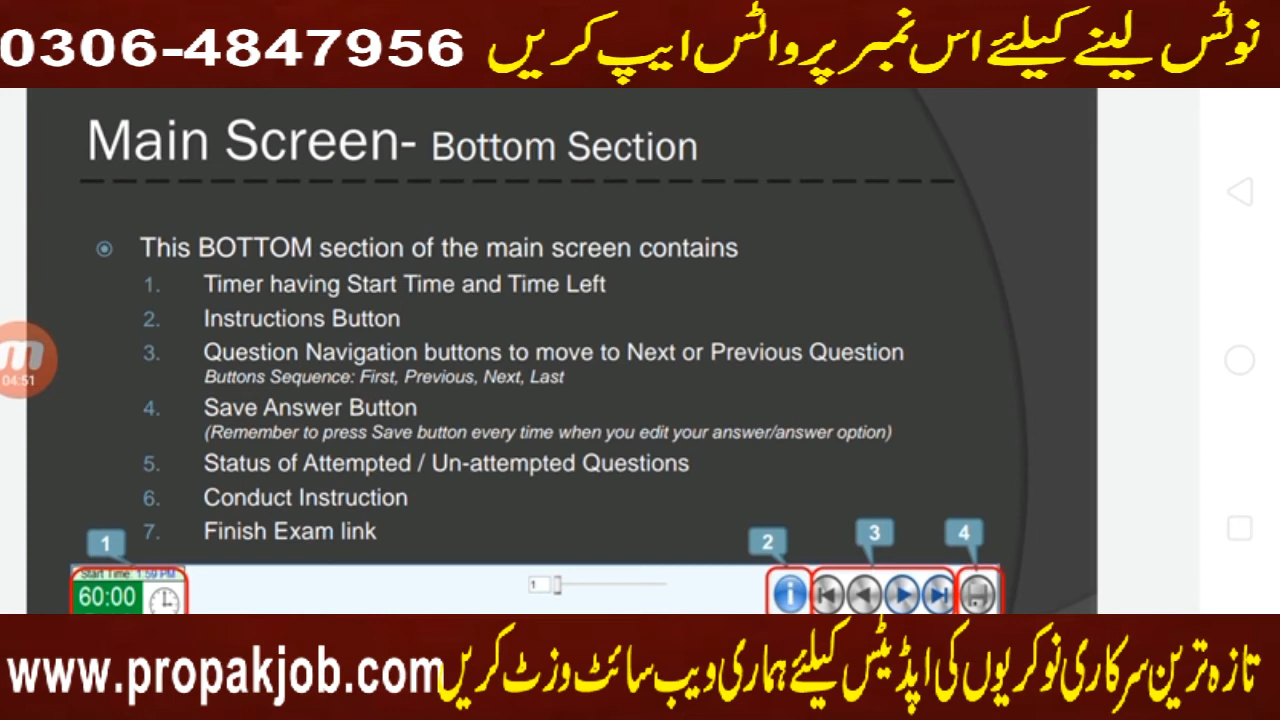 0306-4847956 نوٹس لینے کیلئے اس نمبر پر واٹس ایپ کریں
Main Screen- Bottom Section
This BOTTOM section of the main screen contains
1. Timer having Start Time and Time Left
2. Instructions Button
3. Question Navigation buttons to move to Next or Previous Question
Buttons Sequence: First, Previous, Next, Last
4. Save Answer Button
(Remember to press Save button every time when you edit your answer/answer option)
5. Status of Attempted / Un-attempted Questions
6. Conduct Instruction
7. Finish Exam link
04:51
1
2
3
4
Start Time: 1:59 PM
60:00
1
www.propakjob.com تازہ ترین سرکاری نوکریوں کی اپڈیٹس کیلئے ہماری ویب سائٹ وزٹ کریں